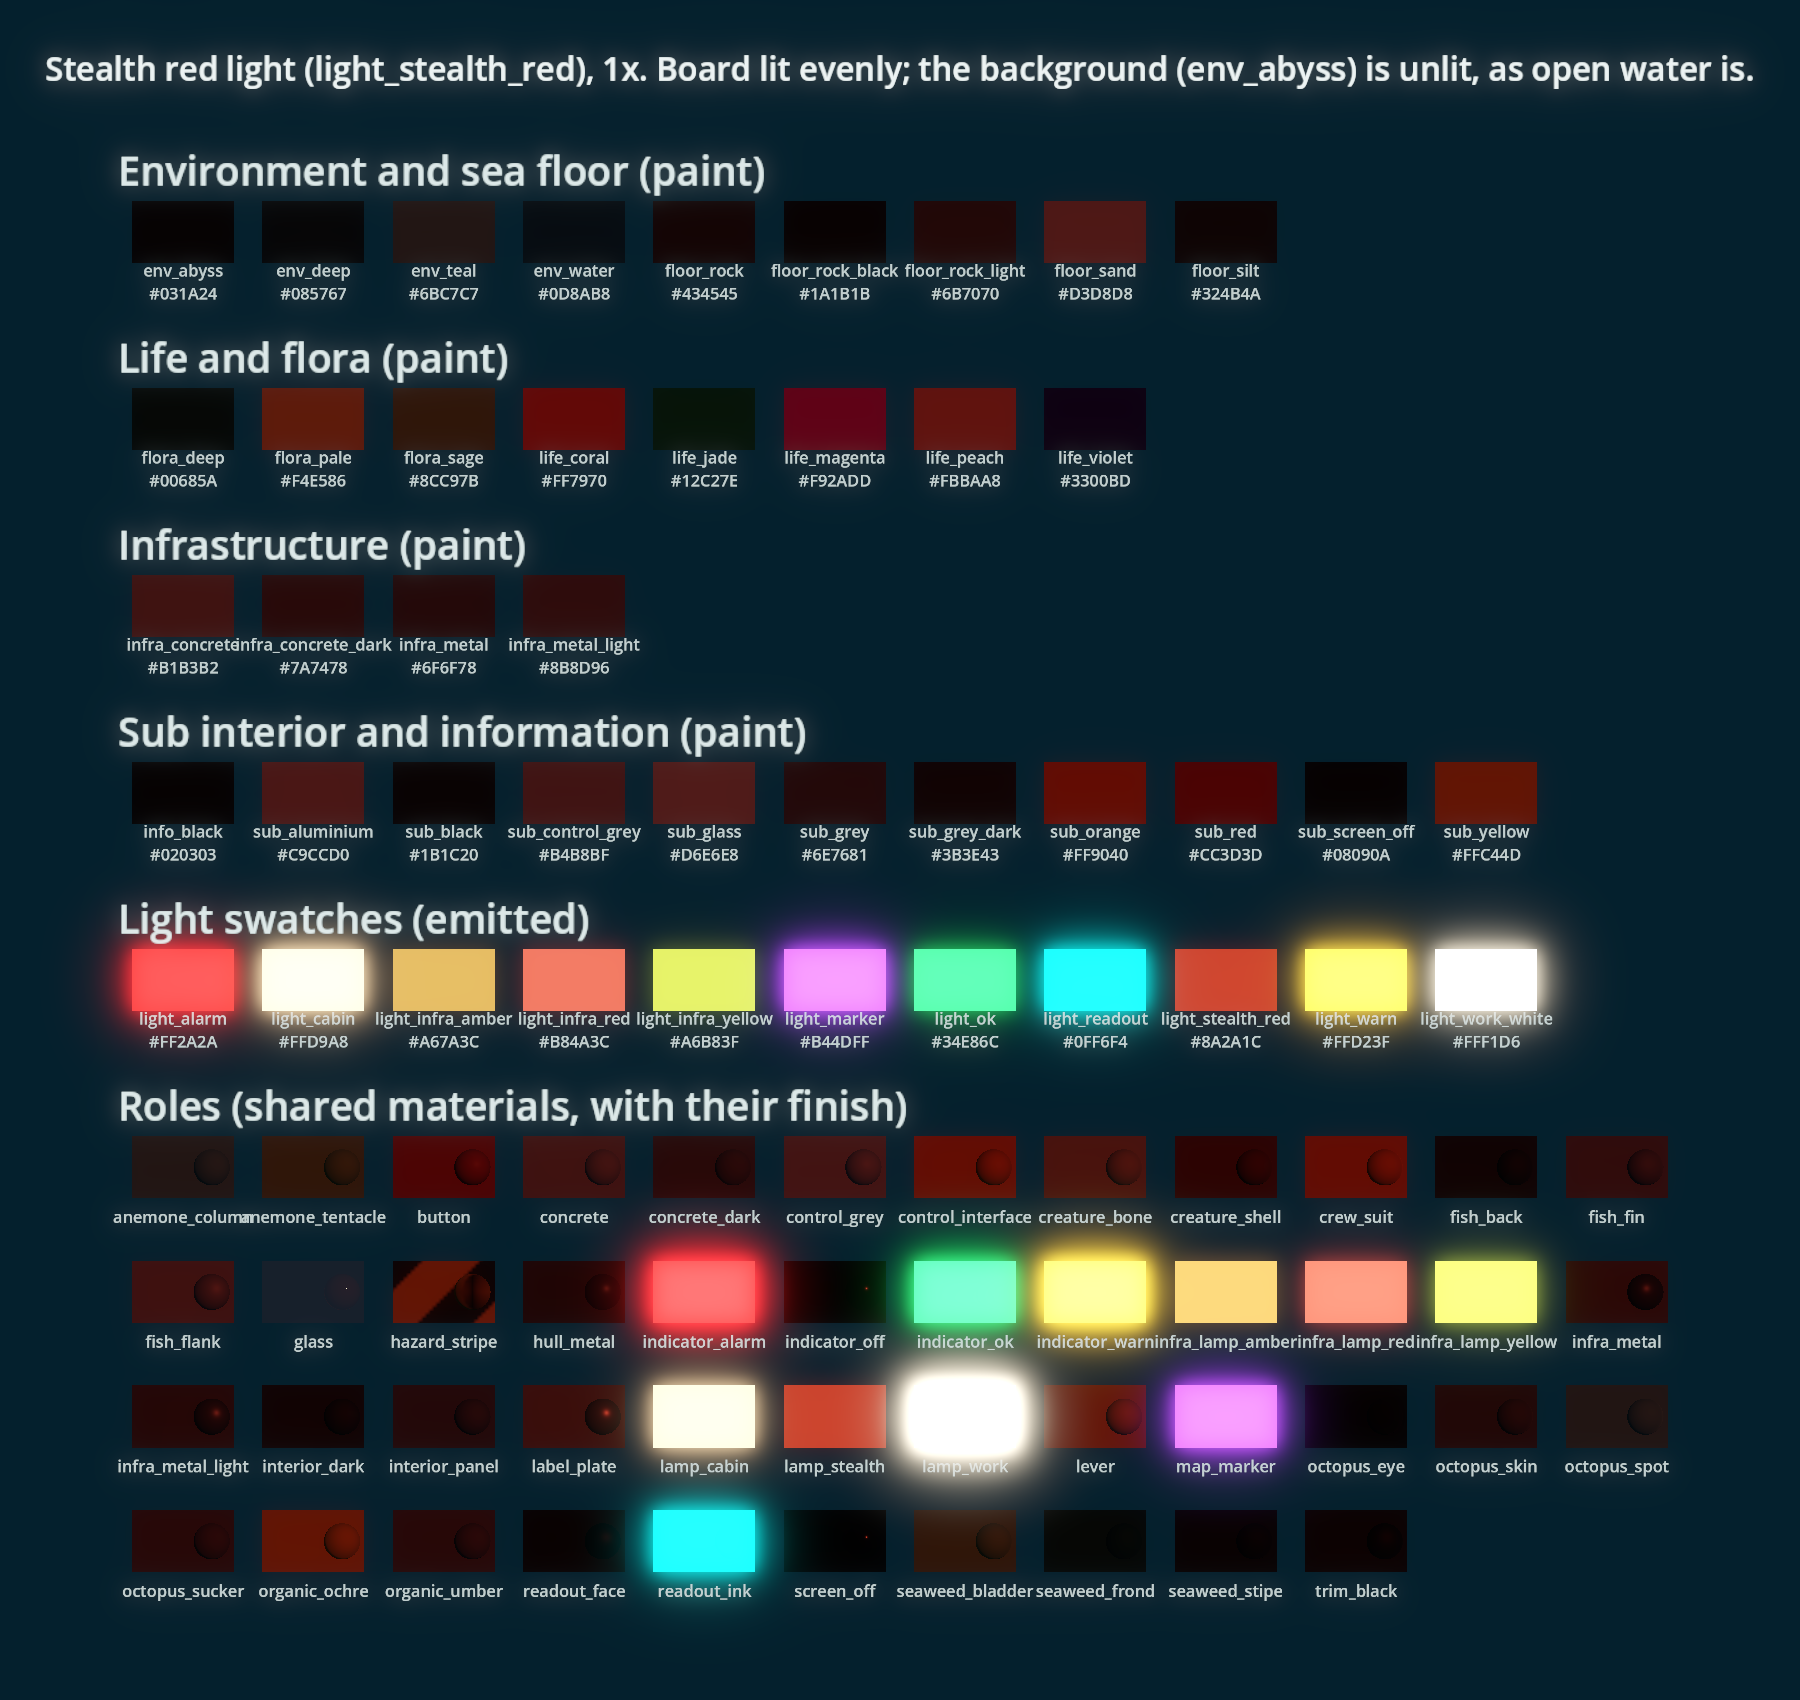 Stealth red light (light_stealth_red), 1x. Board lit evenly; the background (env_abyss) is unlit, as open water is.
Environment and sea floor (paint)
env_abyss env_deep env_teal env_water floor_rock floor_rock_black floor_rock_light floor_sand floor_silt
#031A24 #085767 #6BC7C7 #0D8AB8 #434545 #1A1B1B #6B7070 #D3D8D8 #324B4A
Life and flora (paint)
flora_deep flora_pale flora_sage life_coral life_jade life_magenta life_peach life_violet
#00685A #F4E586 #8CC97B #FF7970 #12C27E #F92ADD #FBBAA8 #3300BD
Infrastructure (paint)
infra_concrete infra_concrete_dark infra_metal infra_metal_light
#B1B3B2 #7A7478 #6F6F78 #8B8D96
Sub interior and information (paint)
info_black sub_aluminium sub_black sub_control_grey sub_glass sub_grey sub_grey_dark sub_orange sub_red sub_screen_off sub_yellow
#020303 #C9CCD0 #1B1C20 #B4B8BF #D6E6E8 #6E7681 #3B3E43 #FF9040 #CC3D3D #08090A #FFC44D
Light swatches (emitted)
light_alarm light_cabin light_infra_amber light_infra_red light_infra_yellow light_marker light_ok light_readout light_stealth_red light_warn light_work_white
#FF2A2A #FFD9A8 #A67A3C #B84A3C #A6B83F #B44DFF #34E86C #0FF6F4 #8A2A1C #FFD23F #FFF1D6
Roles (shared materials, with their finish)
anemone_column anemone_tentacle button concrete concrete_dark control_grey control_interface creature_bone creature_shell crew_suit fish_back fish_fin
fish_flank glass hazard_stripe hull_metal indicator_alarm indicator_off indicator_ok indicator_warn infra_lamp_amber infra_lamp_red infra_lamp_yellow infra_metal
infra_metal_light interior_dark interior_panel label_plate lamp_cabin lamp_stealth lamp_work lever map_marker octopus_eye octopus_skin octopus_spot
octopus_sucker organic_ochre organic_umber readout_face readout_ink screen_off seaweed_bladder seaweed_frond seaweed_stipe trim_black